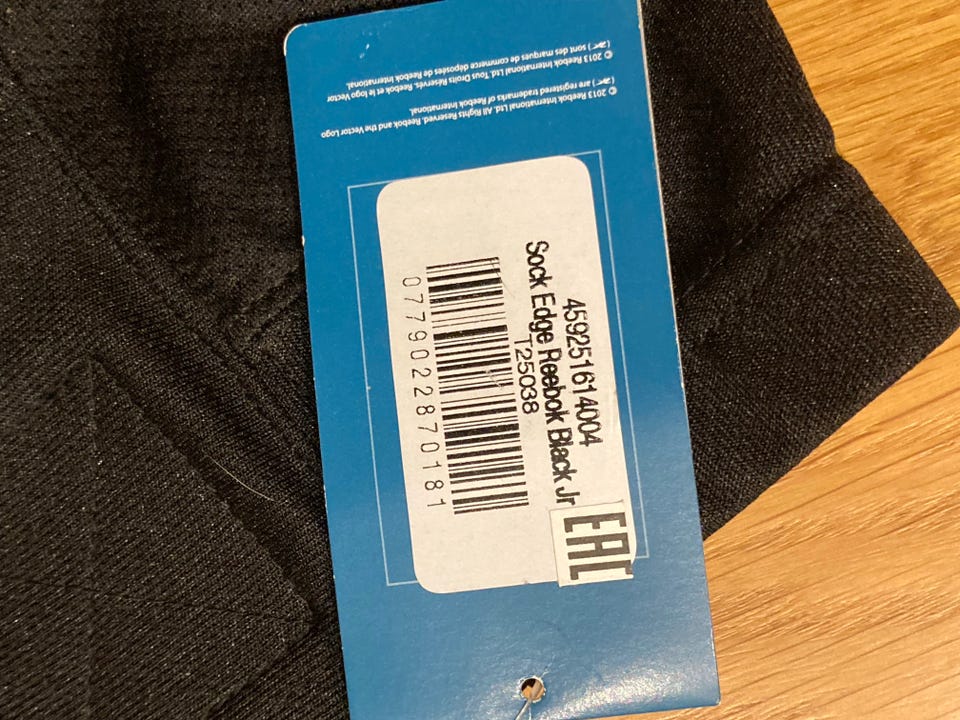 459251614004
Sock Edge Reebok Black Jr
T25038
0779022870181
EAC
© 2013 Reebok International Ltd. All Rights Reserved. Reebok and the Vector Logo
( ) are registered trademarks of Reebok International.
© 2013 Reebok International Ltd. Tous Droits Réservés. Reebok et le logo Vector
( ) sont des marques de commerce déposées de Reebok International.